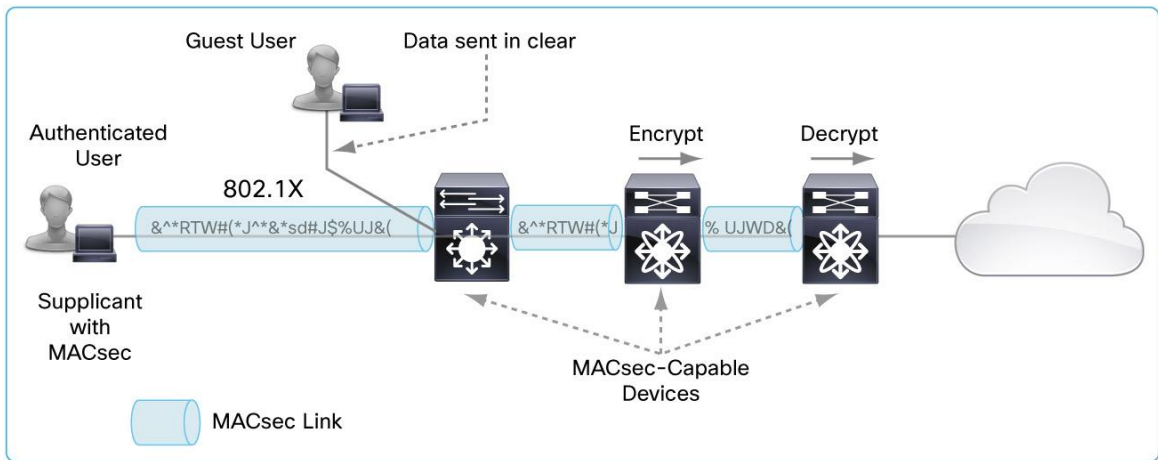 Guest User
Data sent in clear
Authenticated
User
Encrypt
Decrypt
802.1X
&^*RTW#(*J^*&*sd#J$%UJ&(
&^*RTW#(*J
% UJWD&(
Supplicant
with
MACsec
MACsec-Capable
Devices
MACsec Link